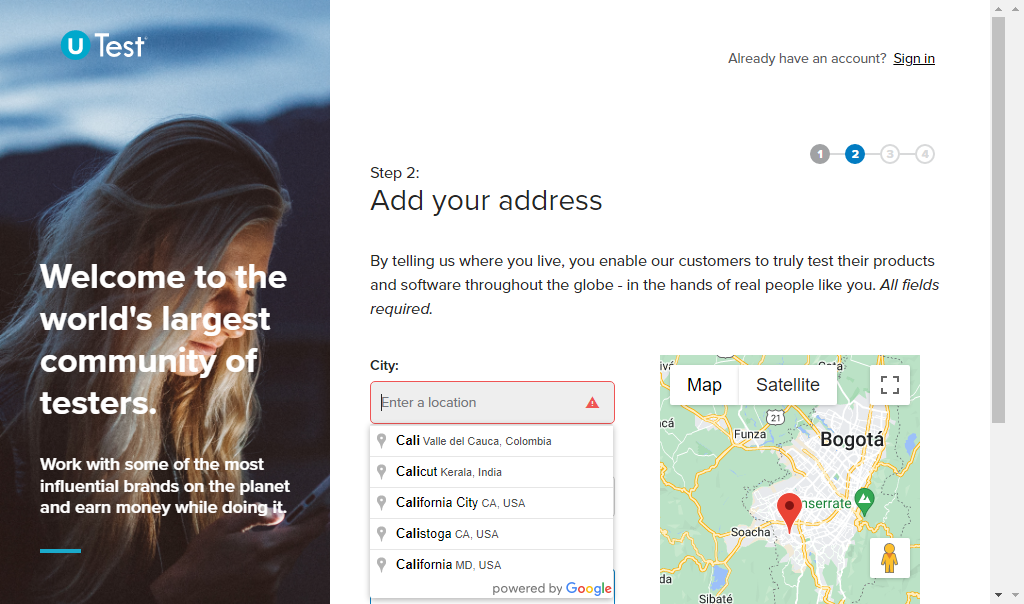 U Test
Already have an account? Sign in
1 2 3 4
Step 2:
Add your address
By telling us where you live, you enable our customers to truly test their products
and software throughout the globe - in the hands of real people like you. All fields
required.
Welcome to the
world's largest
community of
testers.
Work with some of the most
influential brands on the planet
and earn money while doing it.
City:
Enter a location
Cali Valle del Cauca, Colombia
Calicut Kerala, India
California City CA, USA
Calistoga CA, USA
California MD, USA
powered by Google
Map Satellite
21
Funza
Bogotá
nserrate
Soacha
Sibaté